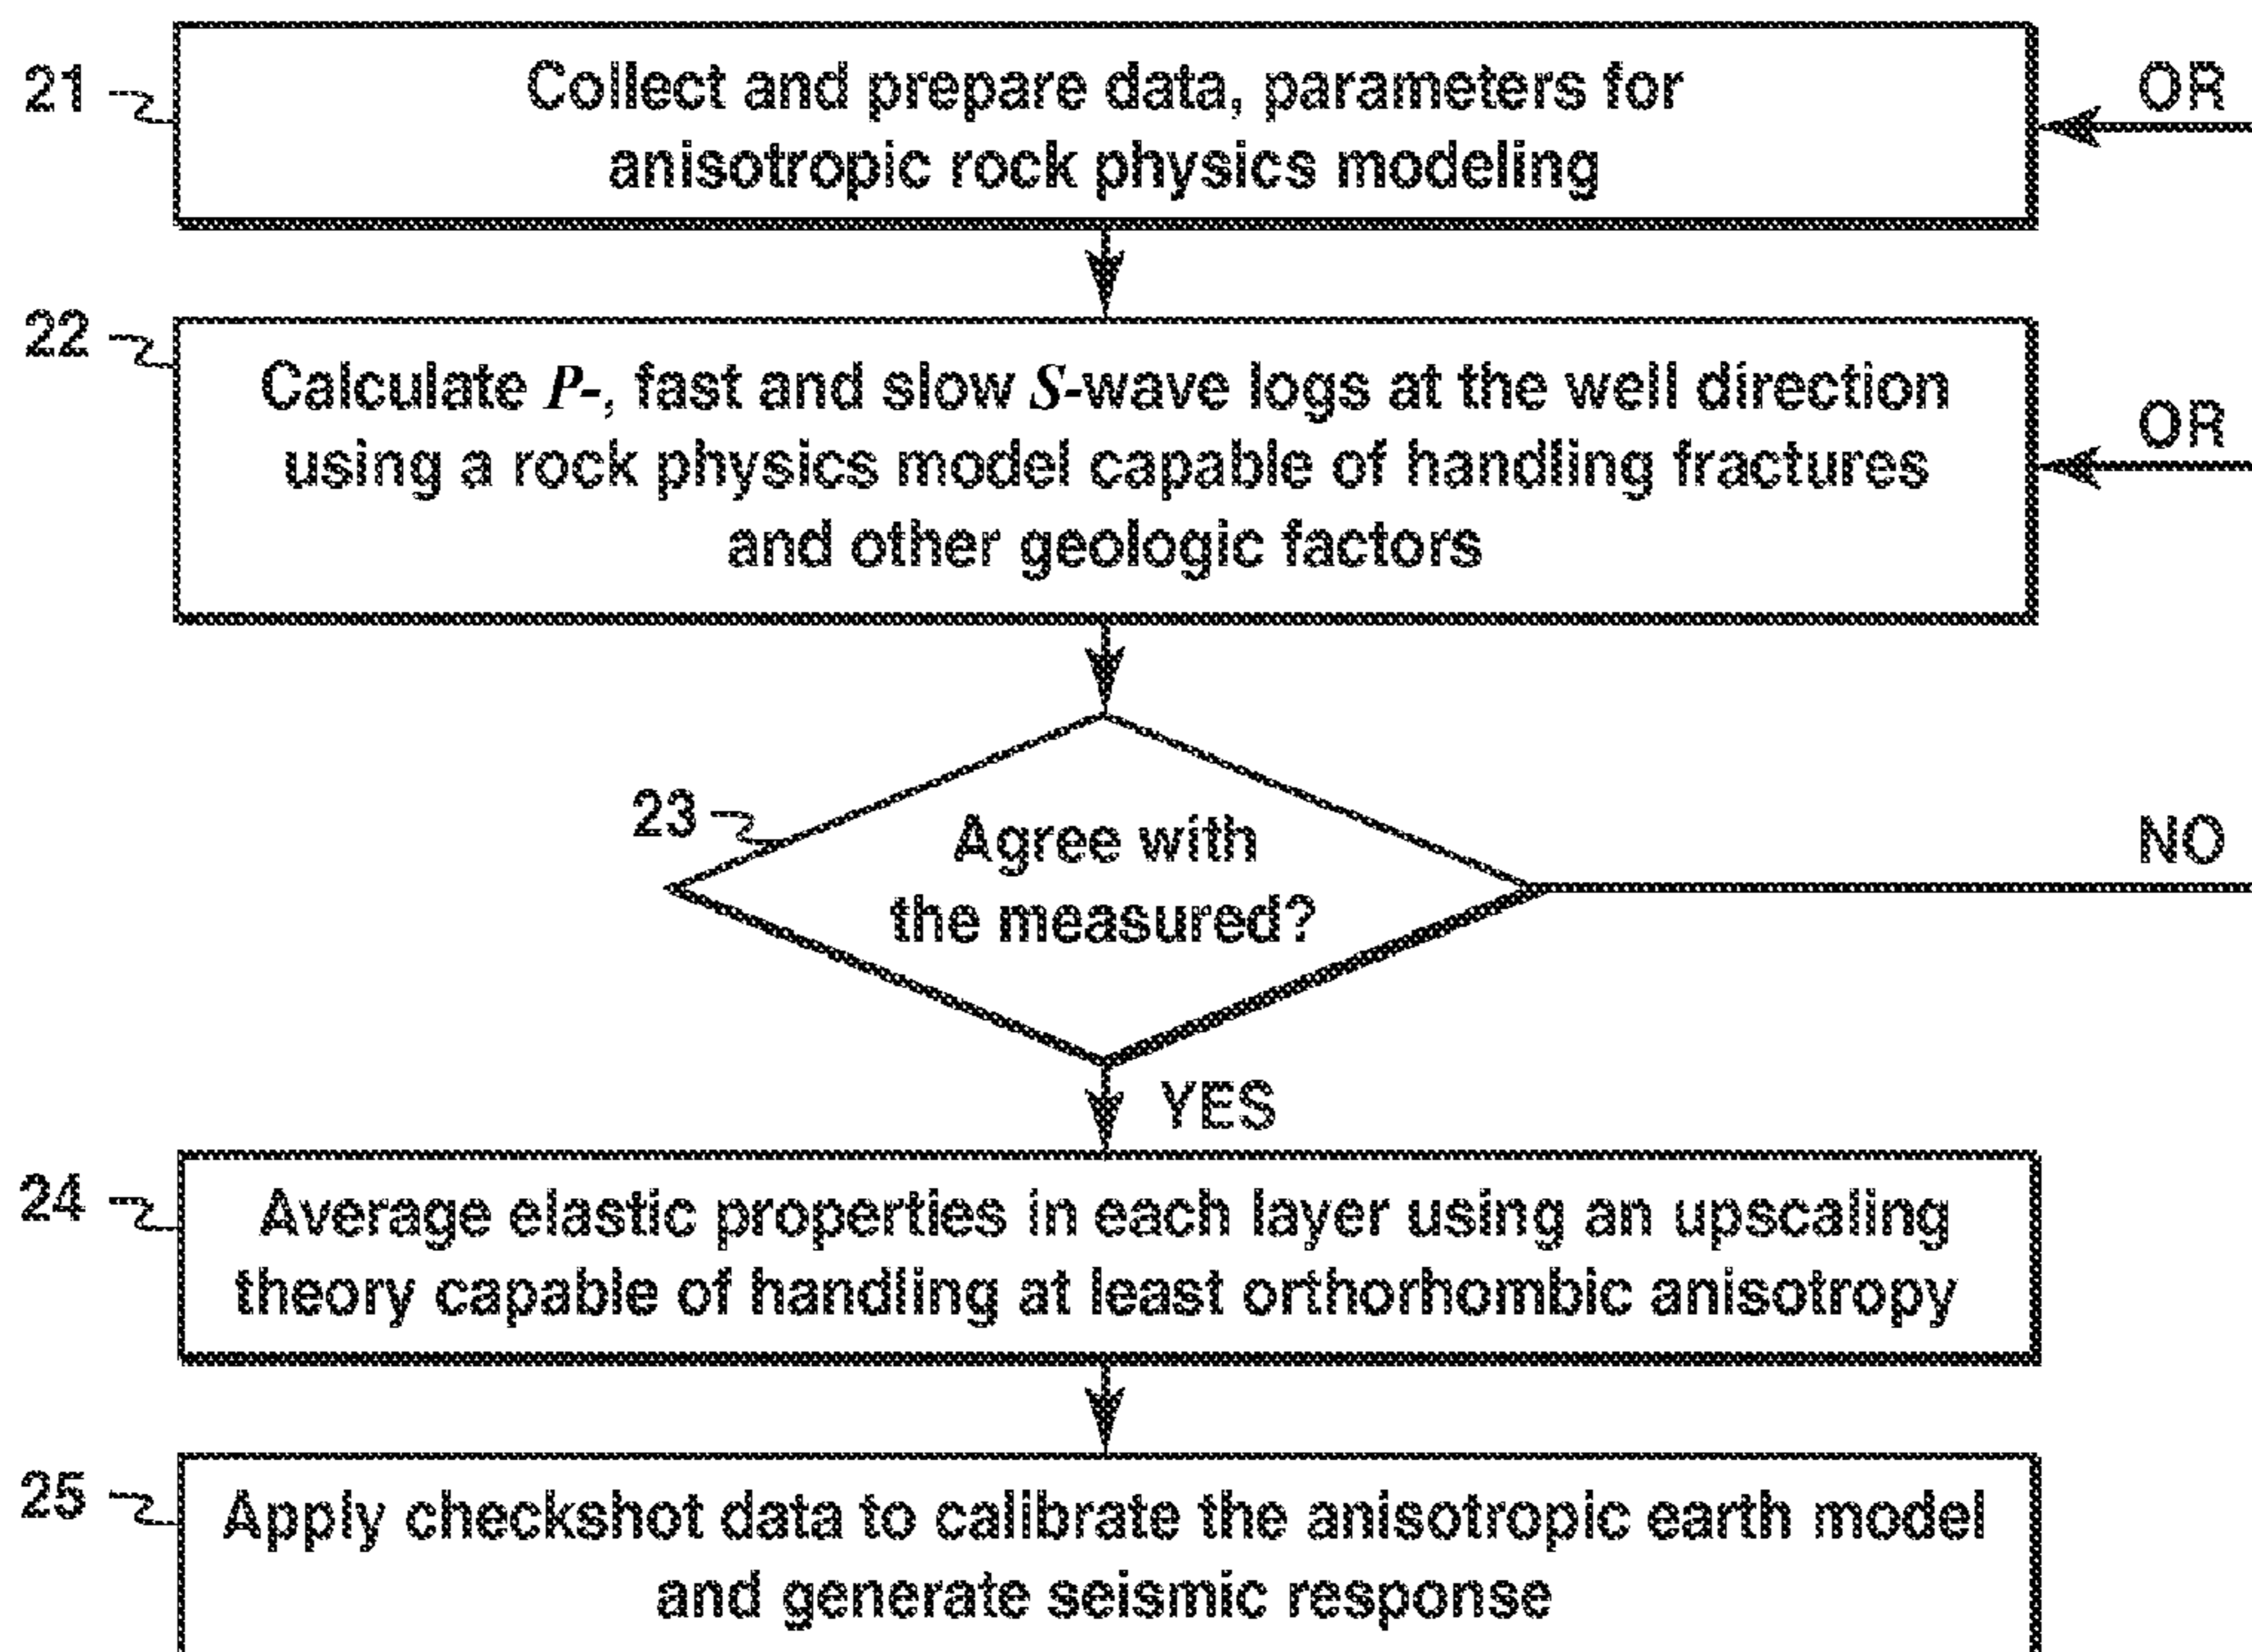 21
Collect and prepare data, parameters for
anisotropic rock physics modeling
OR
22
Calculate P-, fast and slow S-wave logs at the well direction
using a rock physics model capable of handling fractures
and other geologic factors
OR
23
Agree with
the measured?
NO
YES
24
Average elastic properties in each layer using an upscaling
theory capable of handling at least orthorhombic anisotropy
25
Apply checkshot data to calibrate the anisotropic earth model
and generate seismic response